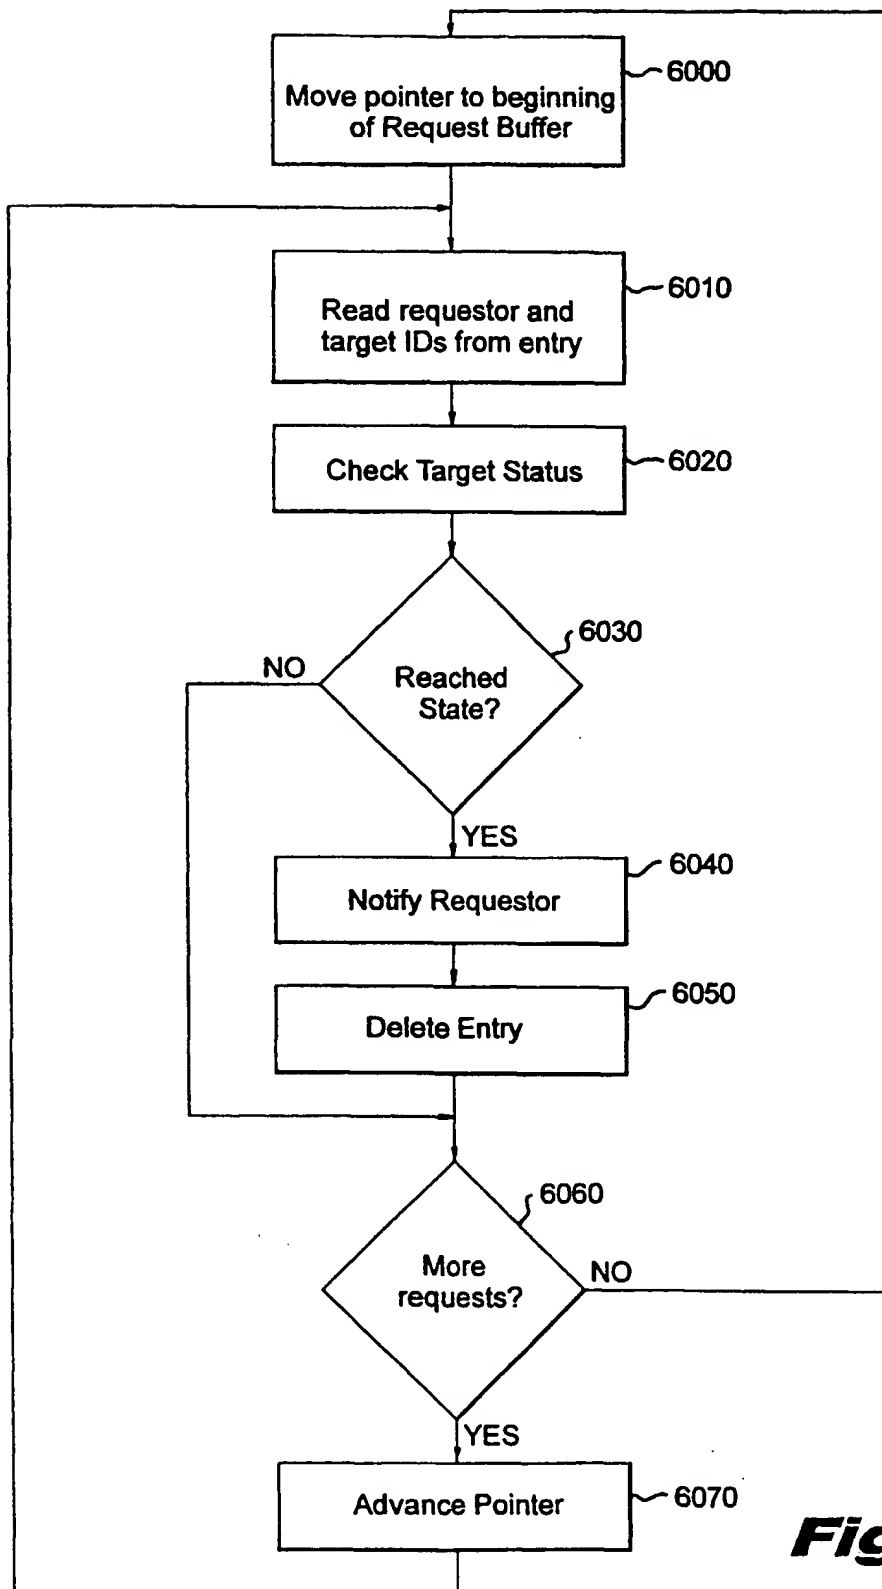 6000
Move pointer to beginning
of Request Buffer
6010
Read requestor and
target IDs from entry
6020
Check Target Status
6030
NO
Reached
State?
YES
6040
Notify Requestor
6050
Delete Entry
6060
More
requests?
NO
YES
Advance Pointer
6070
Fig